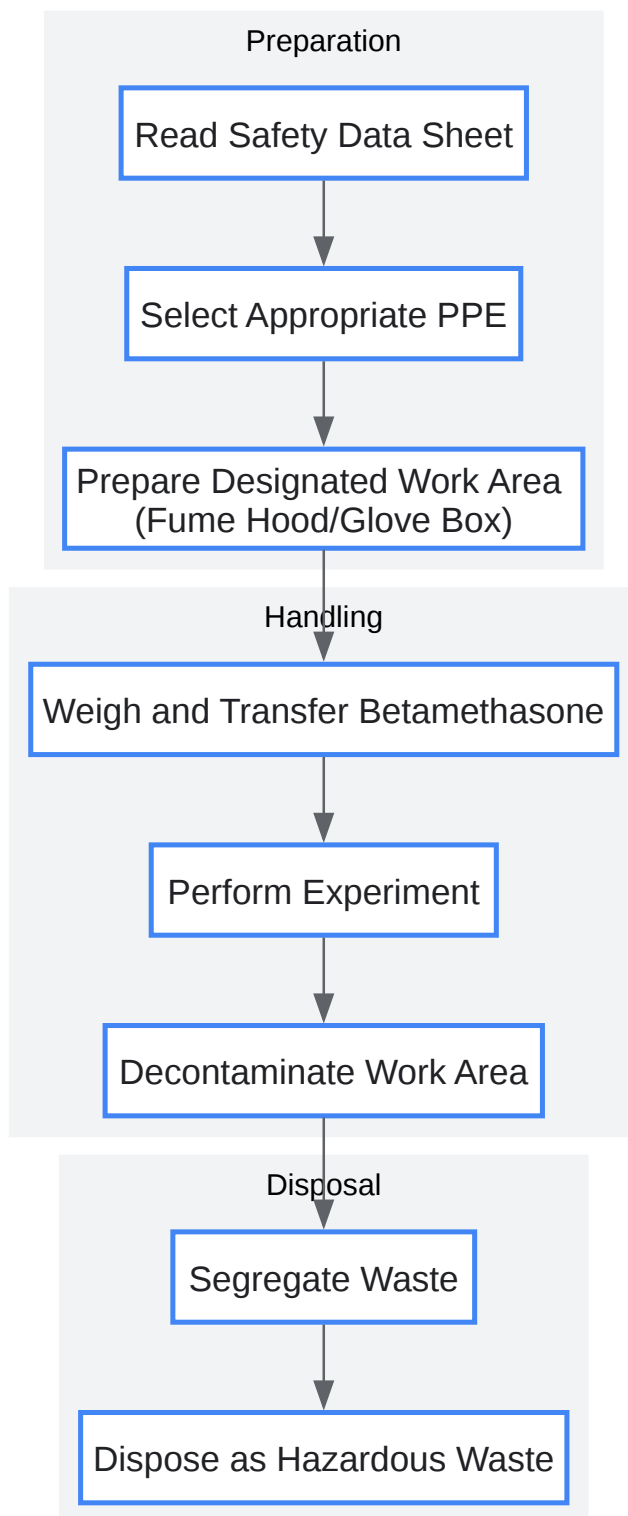 Preparation
Read Safety Data Sheet
Select Appropriate PPE
Prepare Designated Work Area
(Fume Hood/Glove Box)
Handling
Weigh and Transfer Betamethasone
Perform Experiment
Decontaminate Work Area
Disposal
Segregate Waste
Dispose as Hazardous Waste